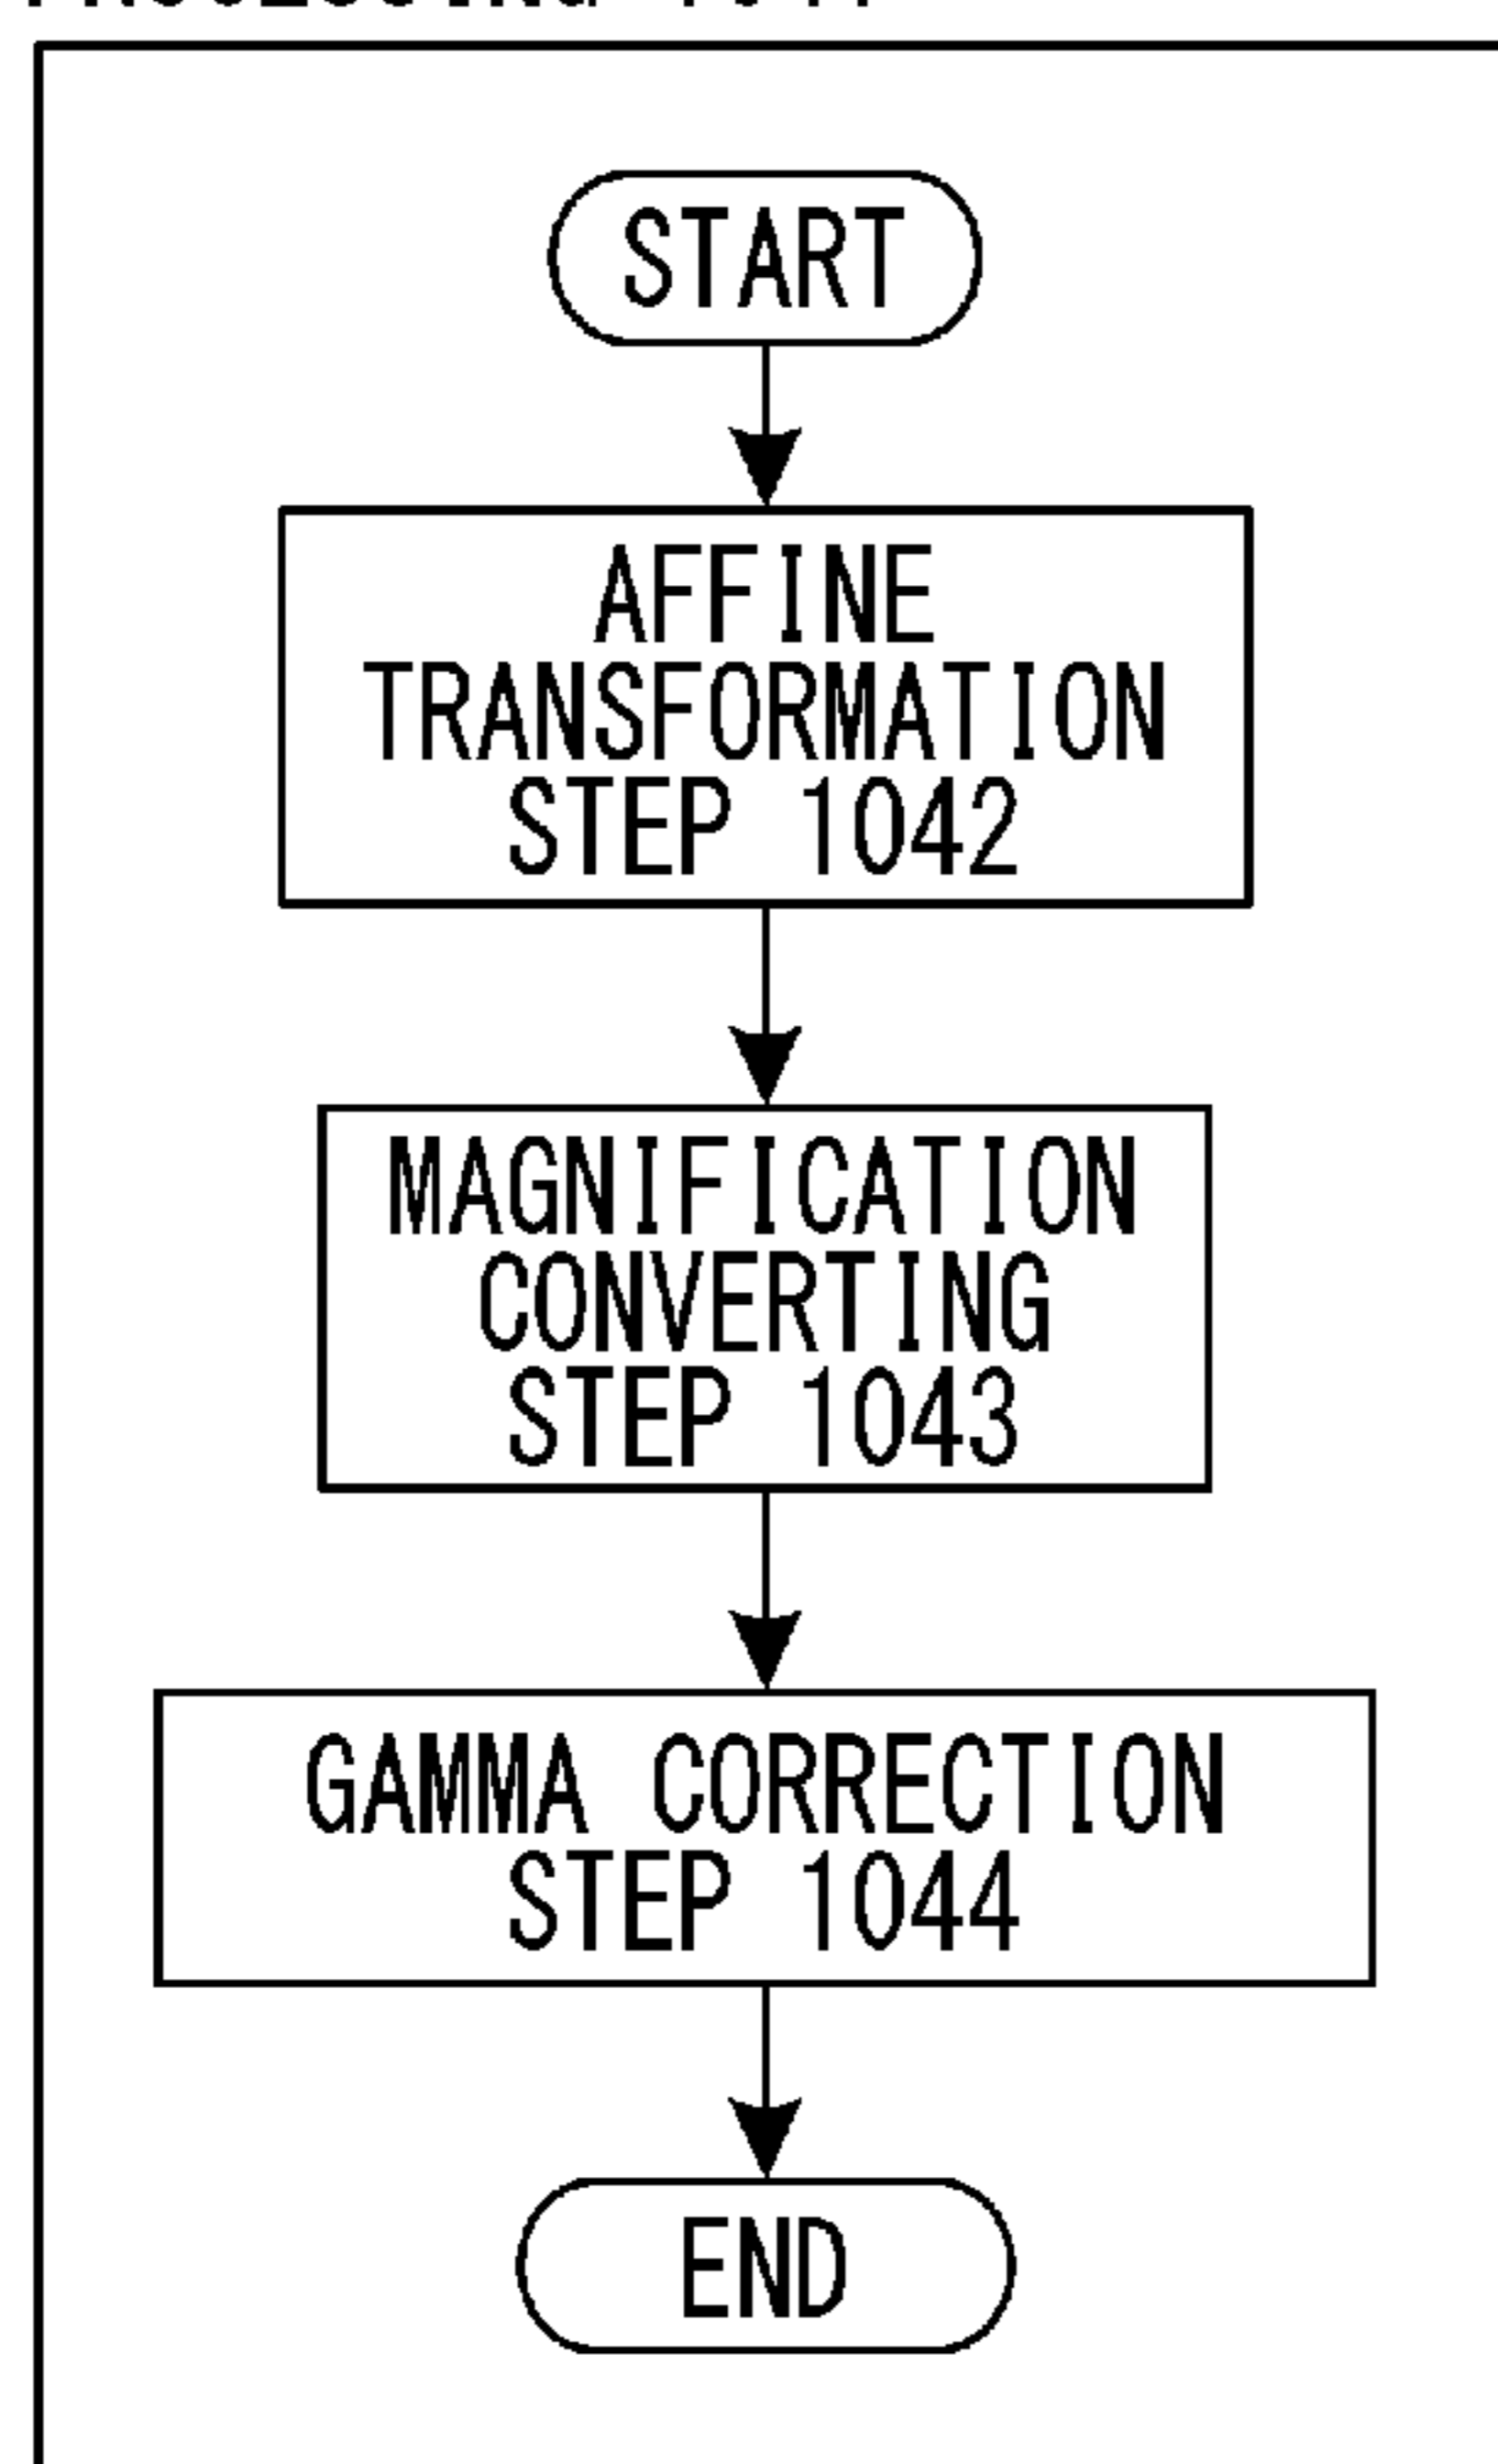 START
AFFINE
TRANSFORMATION
STEP 1042
MAGNIFICATION
CONVERTING
STEP 1043
GAMMA CORRECTION
STEP 1044
END